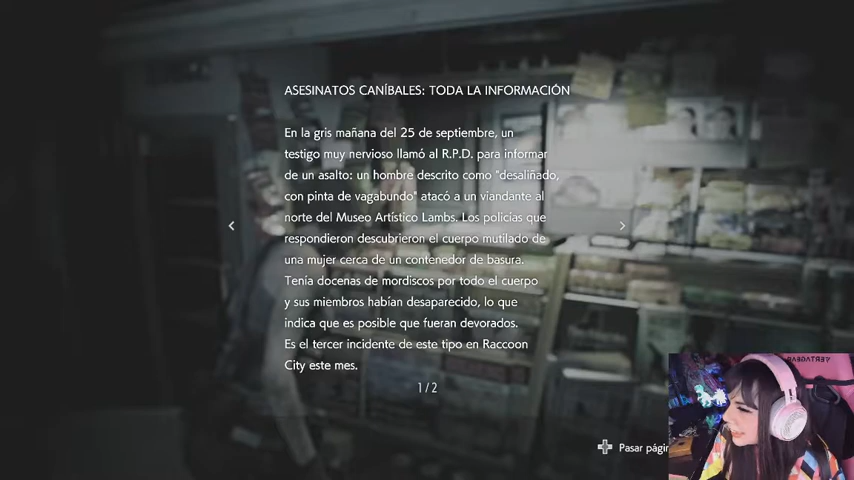 ASESINATOS CANÍBALES: TODA LA INFORMACIÓN
En la gris mañana del 25 de septiembre, un
testigo muy nervioso llamó al R.P.D. para informar
de un asalto: un hombre descrito como "desaliñado,
con pinta de vagabundo" atacó a un viandante al
norte del Museo Artístico Lambs. Los policías que
respondieron descubrieron el cuerpo mutilado de
una mujer cerca de un contenedor de basura.
Tenía docenas de mordiscos por todo el cuerpo
y sus miembros habían desaparecido, lo que
indica que es posible que fueran devorados.
Es el tercer incidente de este tipo en Raccoon
City este mes.
1/2
Pasar págin